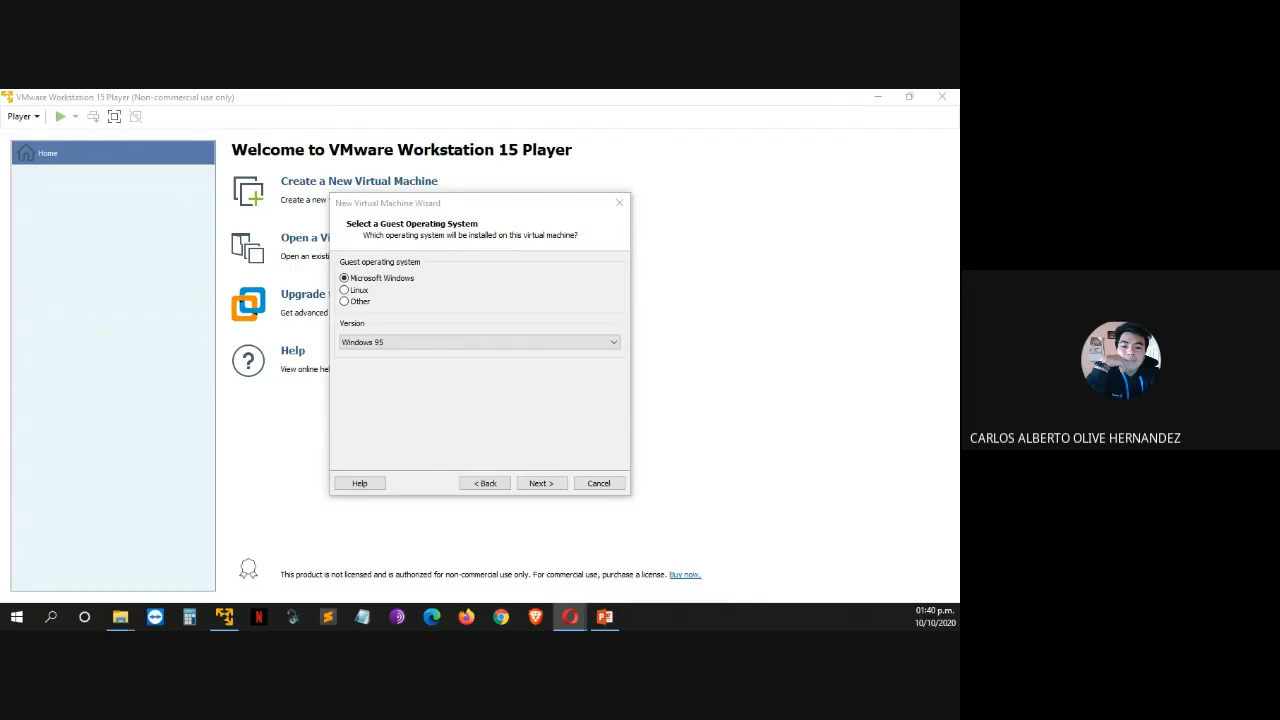 VMware Workstation 15 Player (Non-commercial use only)
Player
Home
Welcome to VMware Workstation 15 Player
Create a New Virtual Machine
Create a new
Open a Vi
Open an existi
Upgrade t
Get advanced
Help
View online hel
New Virtual Machine Wizard
Select a Guest Operating System
Which operating system will be installed on this virtual machine?
Guest operating system
Microsoft Windows
Linux
Other
Version
Windows 95
Help
< Back
Next >
Cancel
This product is not licensed and is authorized for non-commercial use only. For commercial use, purchase a license. Buy now.
01:40 p.m.
10/10/2020
CARLOS ALBERTO OLIVE HERNANDEZ